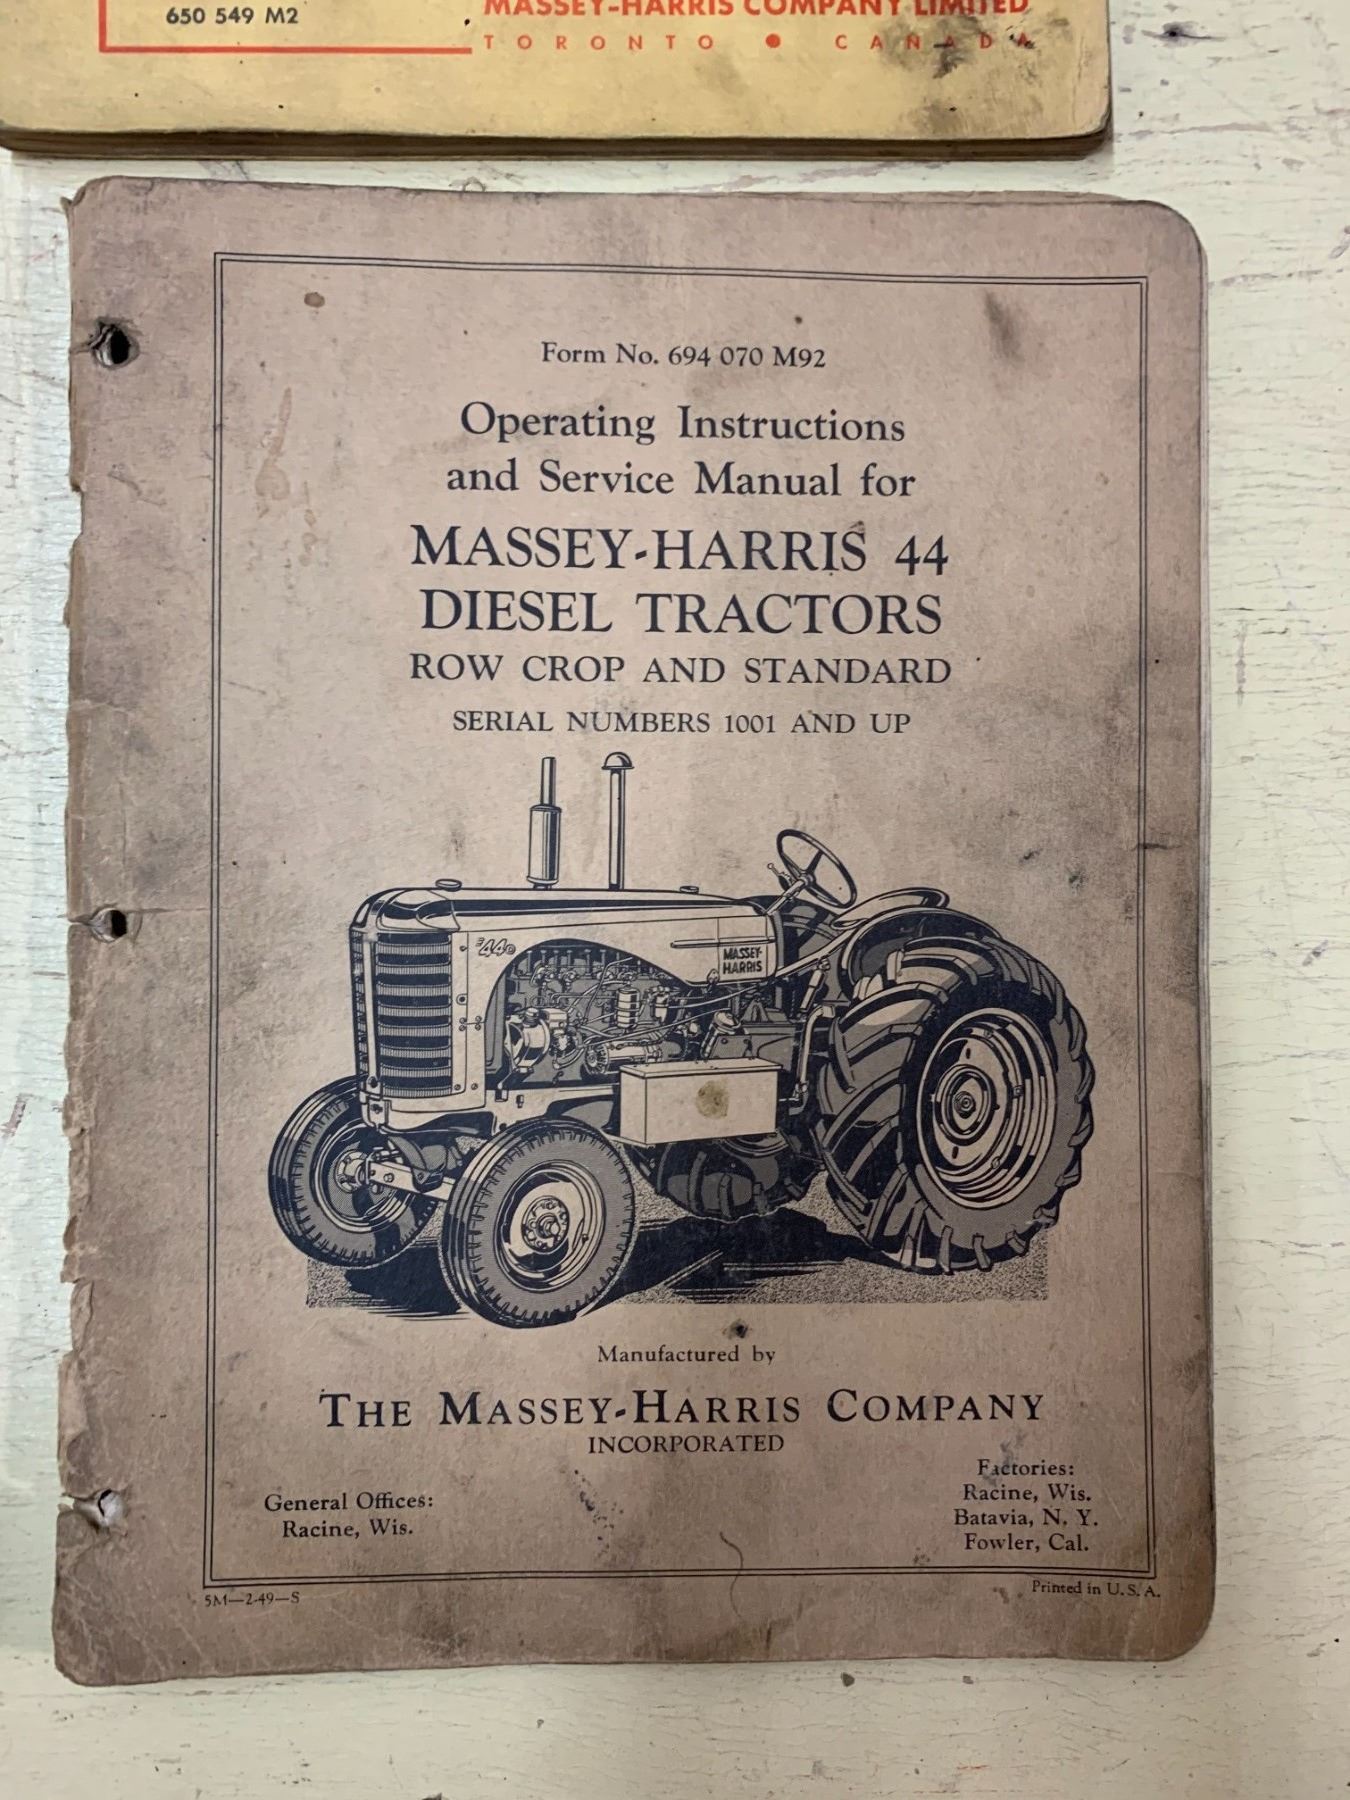 650 549 M2
MASSEY-HARRIS COMPANY LIMITED
TORONTO • CANADA
Form No. 694 070 M92
Operating Instructions
and Service Manual for
MASSEY-HARRIS 44
DIESEL TRACTORS
ROW CROP AND STANDARD
SERIAL NUMBERS 1001 AND UP
44
MASSEY-
HARRIS
Manufactured by
THE MASSEY-HARRIS COMPANY
INCORPORATED
General Offices:
Racine, Wis.
Factories:
Racine, Wis.
Batavia, N. Y.
Fowler, Cal.
5M—2-49—S
Printed in U. S. A.